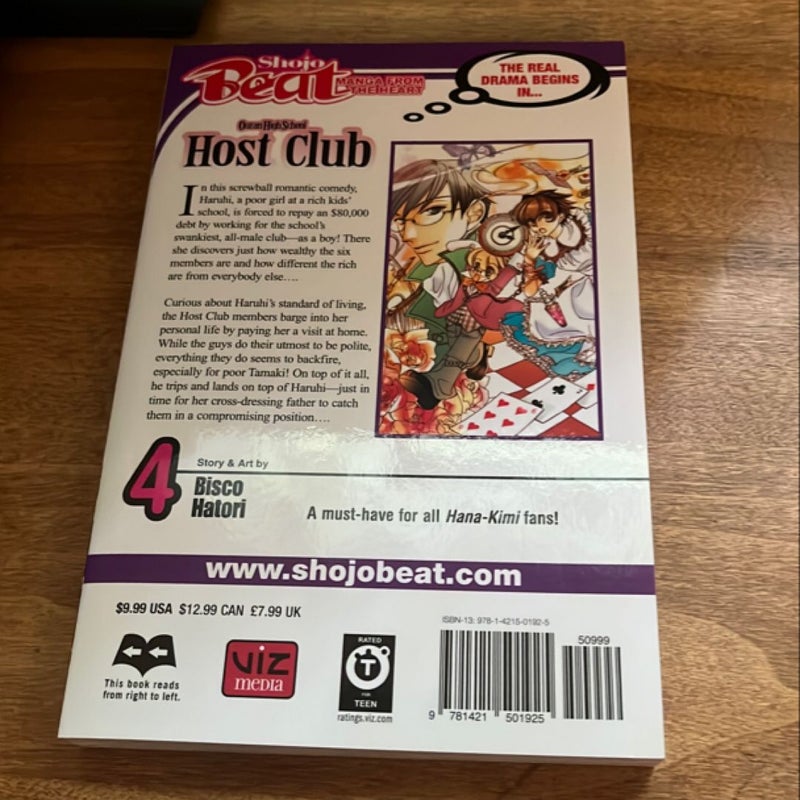 Shojo
Beat
MANGA FROM
THE HEART
THE REAL
DRAMA BEGINS
IN...
Ouran High School
Host Club
In this screwball romantic comedy,
Haruhi, a poor girl at a rich kids'
school, is forced to repay an $80,000
debt by working for the school's
swankiest, all-male club—as a boy! There
she discovers just how wealthy the six
members are and how different the rich
are from everybody else....
Curious about Haruhi's standard of living,
the Host Club members barge into her
personal life by paying her a visit at home.
While the guys do their utmost to be polite,
everything they do seems to backfire,
especially for poor Tamaki! On top of it all,
he trips and lands on top of Haruhi—just in
time for her cross-dressing father to catch
them in a compromising position....
4
Story & Art by
Bisco
Hatori
A must-have for all Hana-Kimi fans!
www.shojobeat.com
$9.99 USA $12.99 CAN £7.99 UK
This book reads
from right to left.
VIZ
MEDIA
RATED
T
FOR
TEEN
ratings.viz.com
ISBN-13: 978-1-4215-0192-5
50999
9 781421 501925